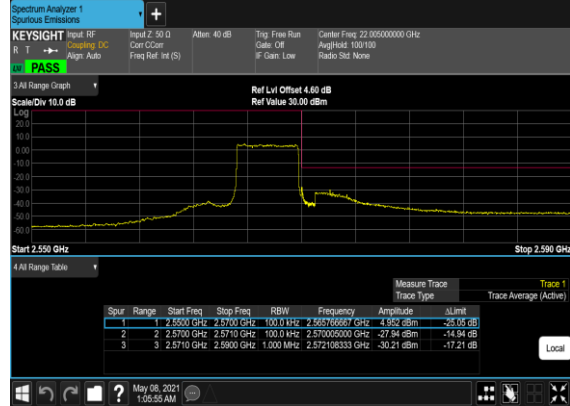 Spectrum Analyzer 1
Spurious Emissions
KEYSIGHT Input: RF Input Z: 50 Ω Atten: 40 dB Trig: Free Run Center Freq: 22.005000000 GHz
R T Coupling: DC Corr CCorr Gate: Off Avg|Hold: 100/100
Align: Auto Freq Ref: Int (S) IF Gain: Low Radio Std: None
LW PASS
3 All Range Graph
Ref Lvl Offset 4.60 dB
Scale/Div 10.0 dB Ref Value 30.00 dBm
Log
20.0
10.0
0.00
-10.0
-20.0
-30.0
-40.0
-50.0
-60.0
Start 2.550 GHz Stop 2.590 GHz
4 All Range Table
Measure Trace Trace 1
Trace Type Trace Average (Active)
Spur Range Start Freq Stop Freq RBW Frequency Amplitude ΔLimit
1 1 2.5500 GHz 2.5700 GHz 100.0 kHz 2.565766667 GHz 4.952 dBm -25.05 dB
2 2 2.5700 GHz 2.5710 GHz 100.0 kHz 2.570005000 GHz -27.94 dBm -14.94 dB
3 3 2.5710 GHz 2.5900 GHz 1.000 MHz 2.572108333 GHz -30.21 dBm -17.21 dB
Local
? May 08, 2021
1:05:55 AM